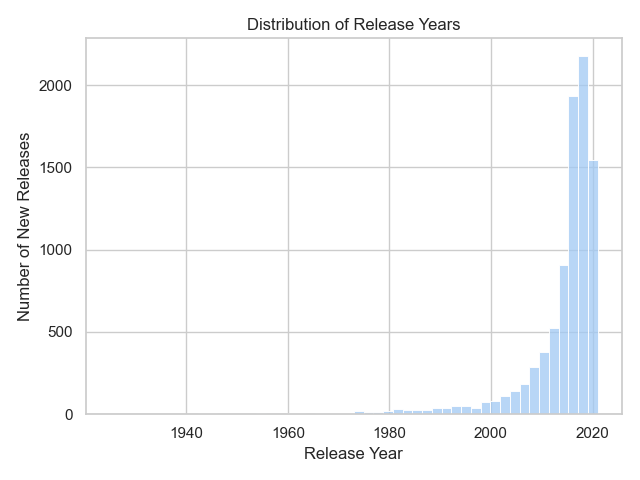 Distribution of Release Years
2000
1500
1000
500
0
Number of New Releases
1940 1960 1980 2000 2020
Release Year